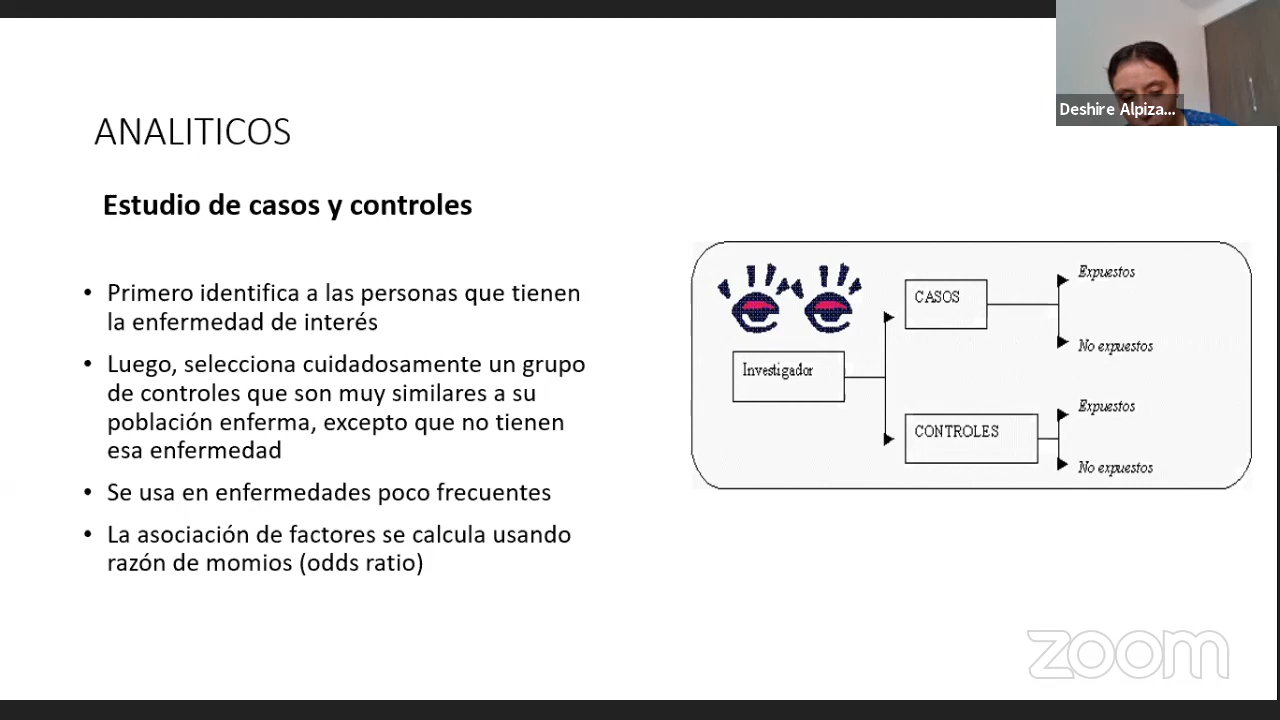 ANALITICOS
Estudio de casos y controles
• Primero identifica a las personas que tienen
la enfermedad de interés
• Luego, selecciona cuidadosamente un grupo
de controles que son muy similares a su
población enferma, excepto que no tienen
esa enfermedad
• Se usa en enfermedades poco frecuentes
• La asociación de factores se calcula usando
razón de momios (odds ratio)
Investigador
CASOS
Expuestos
No expuestos
CONTROLES
Expuestos
No expuestos
Deshire Alpiza...
zoom